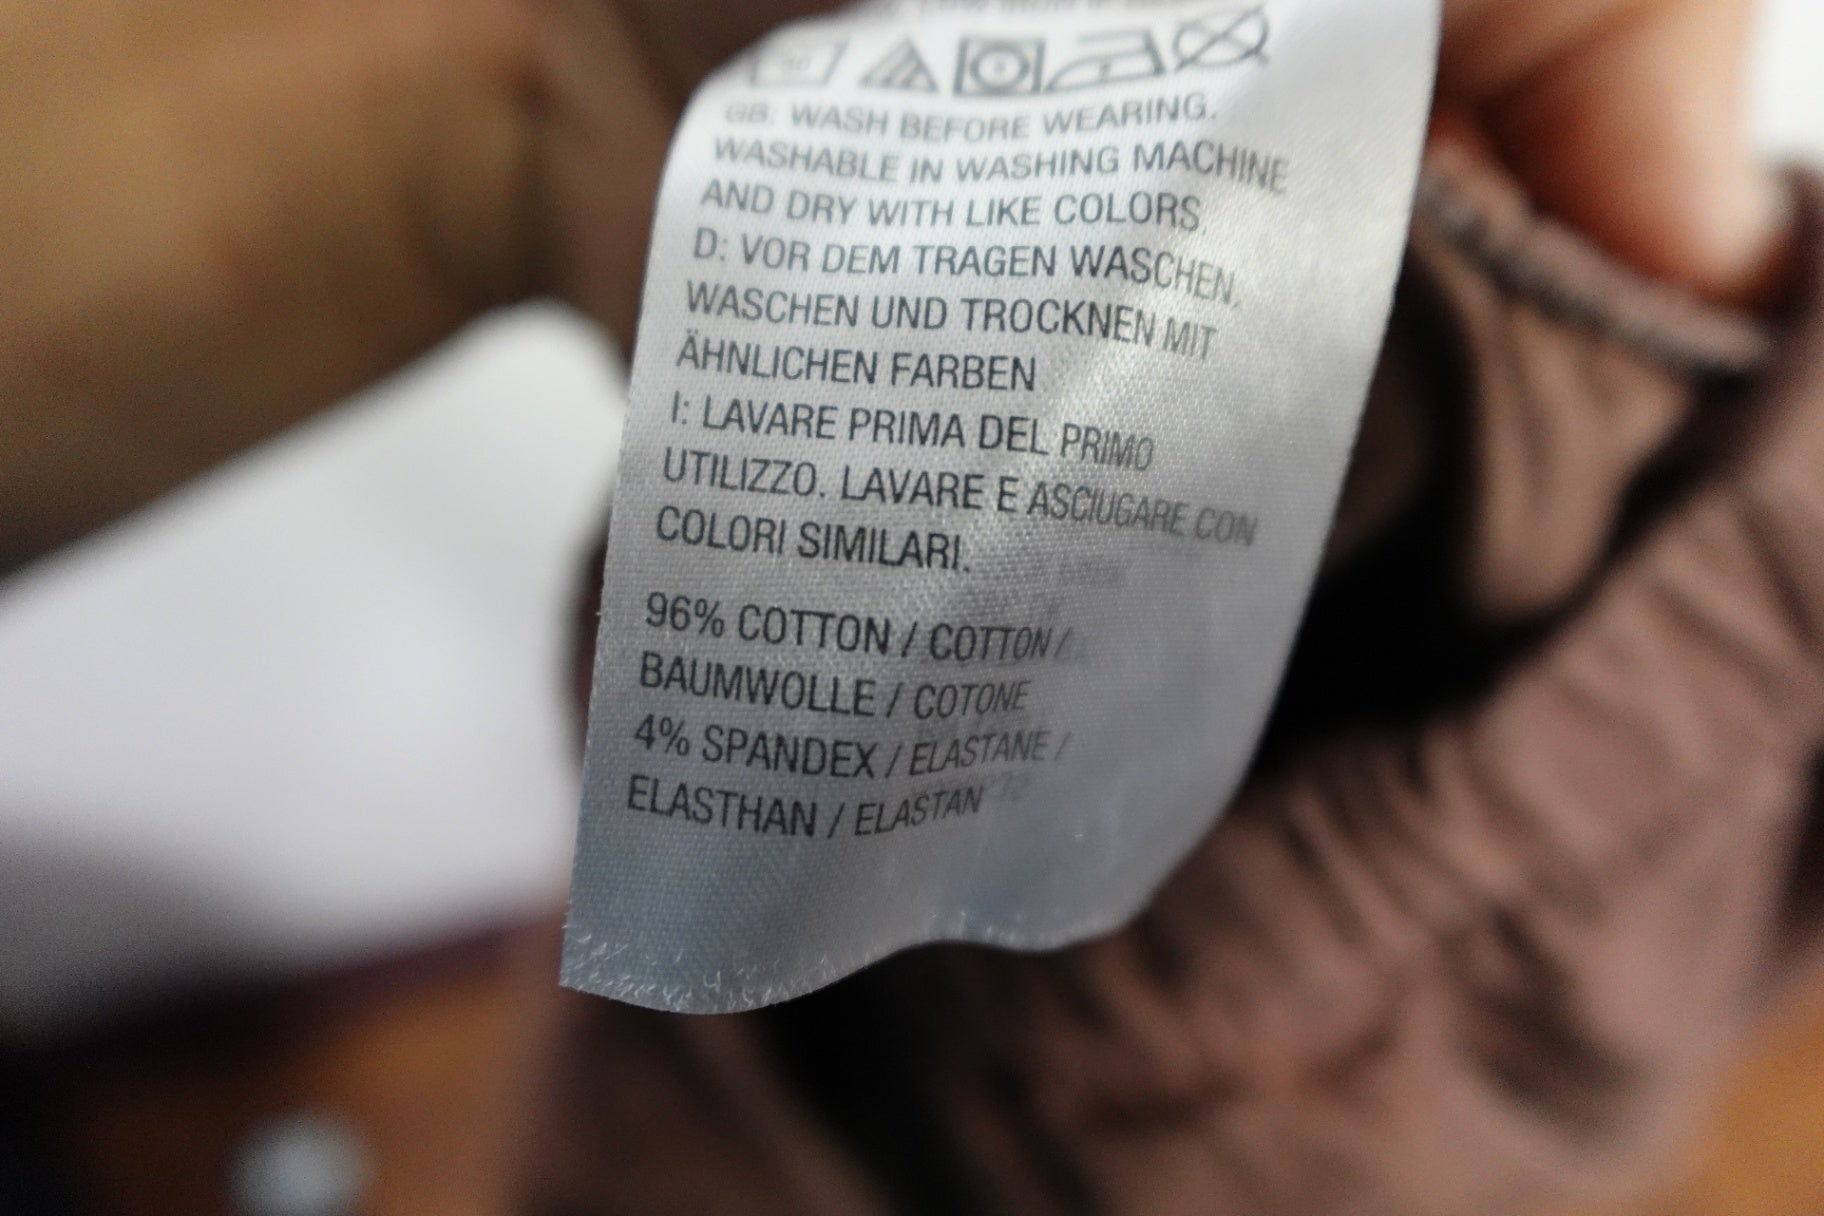 GB: WASH BEFORE WEARING.
WASHABLE IN WASHING MACHINE
AND DRY WITH LIKE COLORS.
D: VOR DEM TRAGEN WASCHEN.
WASCHEN UND TROCKNEN MIT
ÄHNLICHEN FARBEN
I: LAVARE PRIMA DEL PRIMO
UTILIZZO. LAVARE E ASCIUGARE CON
COLORI SIMILARI.
96% COTTON / COTTON /
BAUMWOLLE / COTONE
4% SPANDEX / ELASTANE /
ELASTHAN / ELASTAN